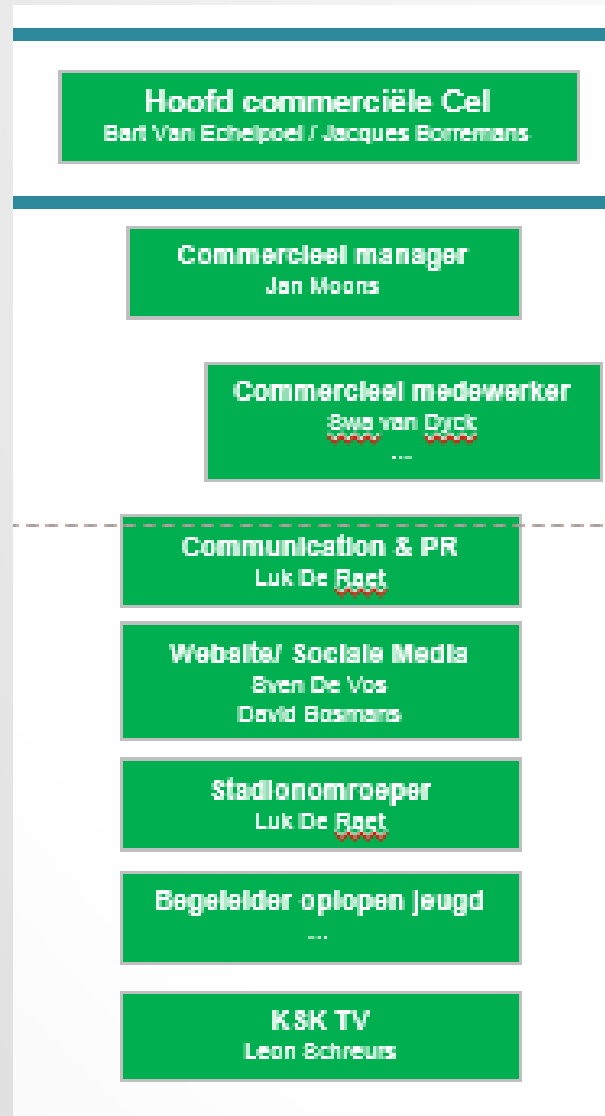 Hoofd commerciële Cel
Bart Van Echelpoel / Jacques Borremans
Commercieel manager
Jan Moons
Commercieel medewerker
Swa van Dyck
...
Communication & PR
Luk De Raet
Website/ Sociale Media
Sven De Vos
David Bosmans
Stadionomroeper
Luk De Raet
Begeleider oplopen jeugd
...
KSK TV
Leon Schreurs